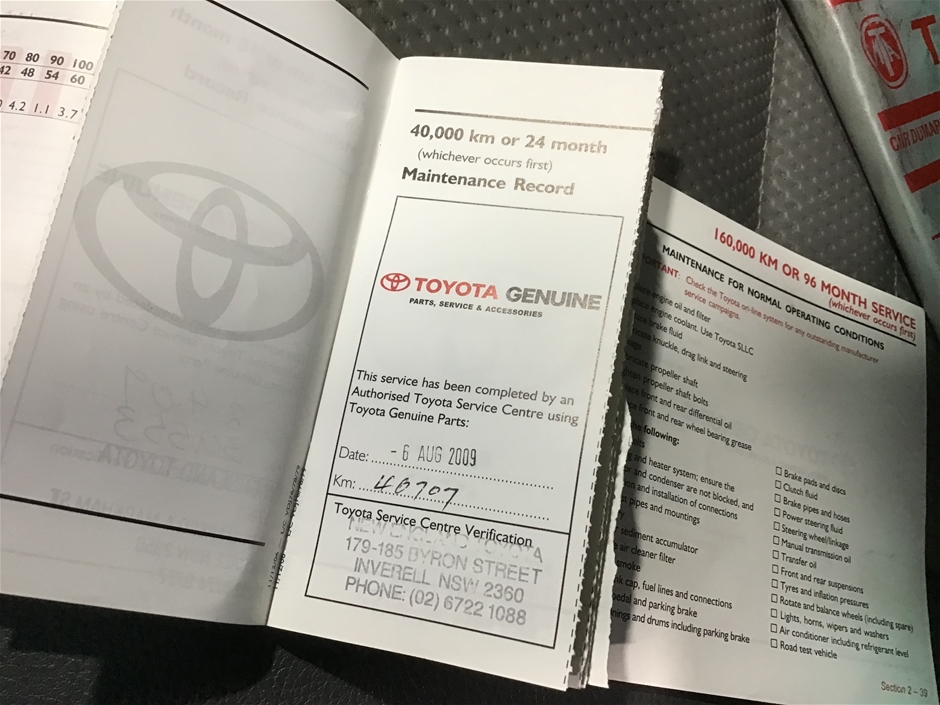 70 80 90 100
42 48 54 60
4.2 1.1 3.7
40,000 km or 24 month
(whichever occurs first)
Maintenance Record
TOYOTA GENUINE
PARTS, SERVICE & ACCESSORIES
This service has been completed by an
Authorised Toyota Service Centre using
Toyota Genuine Parts:
Date: - 6 AUG 2009
Km:
Toyota Service Centre Verification
NEW ENGLAND TOYOTA
179-185 BYRON STREET
INVERELL NSW 2360
PHONE: (02) 6722 1088
160,000 KM OR 96 MONTH SERVICE
(whichever occurs first)
MAINTENANCE FOR NORMAL OPERATING CONDITIONS
Check the Toyota on-line system for any outstanding manufacturer
service campaigns.
engine oil and filter
engine coolant. Use Toyota SLLC
brake fluid
knuckle, drag link and steering
propeller shaft
propeller shaft bolts
front and rear differential oil
front and rear wheel bearing grease
following:
and heater system; ensure the
and condenser are not blocked, and
and installation of connections
pipes and mountings
sediment accumulator
air cleaner filter
cap, fuel lines and connections
pedal and parking brake
and drums including parking brake
Brake pads and discs
Clutch fluid
Brake pipes and hoses
Power steering fluid
Steering wheel/linkage
Manual transmission oil
Transfer oil
Front and rear suspensions
Tyres and inflation pressures
Rotate and balance wheels (including spare)
Lights, horns, wipers and washers
Air conditioner including refrigerant level
Road test vehicle
Section 2 – 39